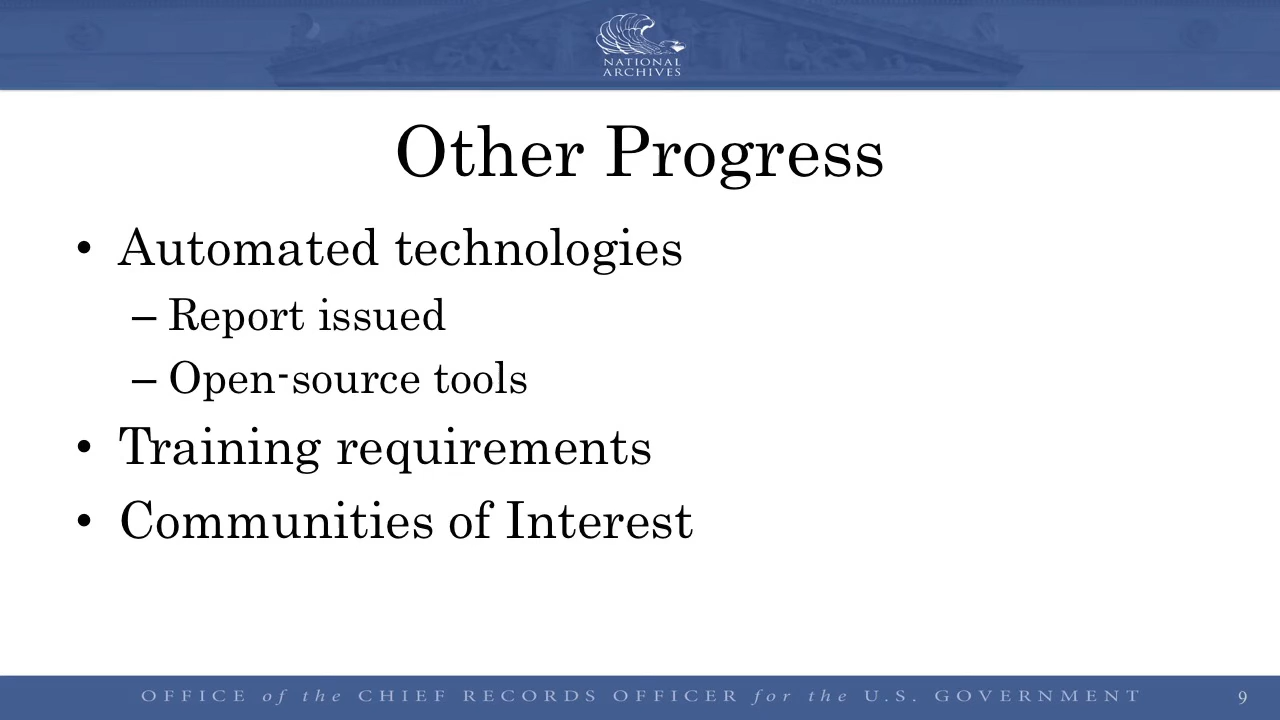 NATIONAL
ARCHIVES
Other Progress
• Automated technologies
– Report issued
– Open-source tools
• Training requirements
• Communities of Interest
OFFICE of the CHIEF RECORDS OFFICER for the U.S. GOVERNMENT
9